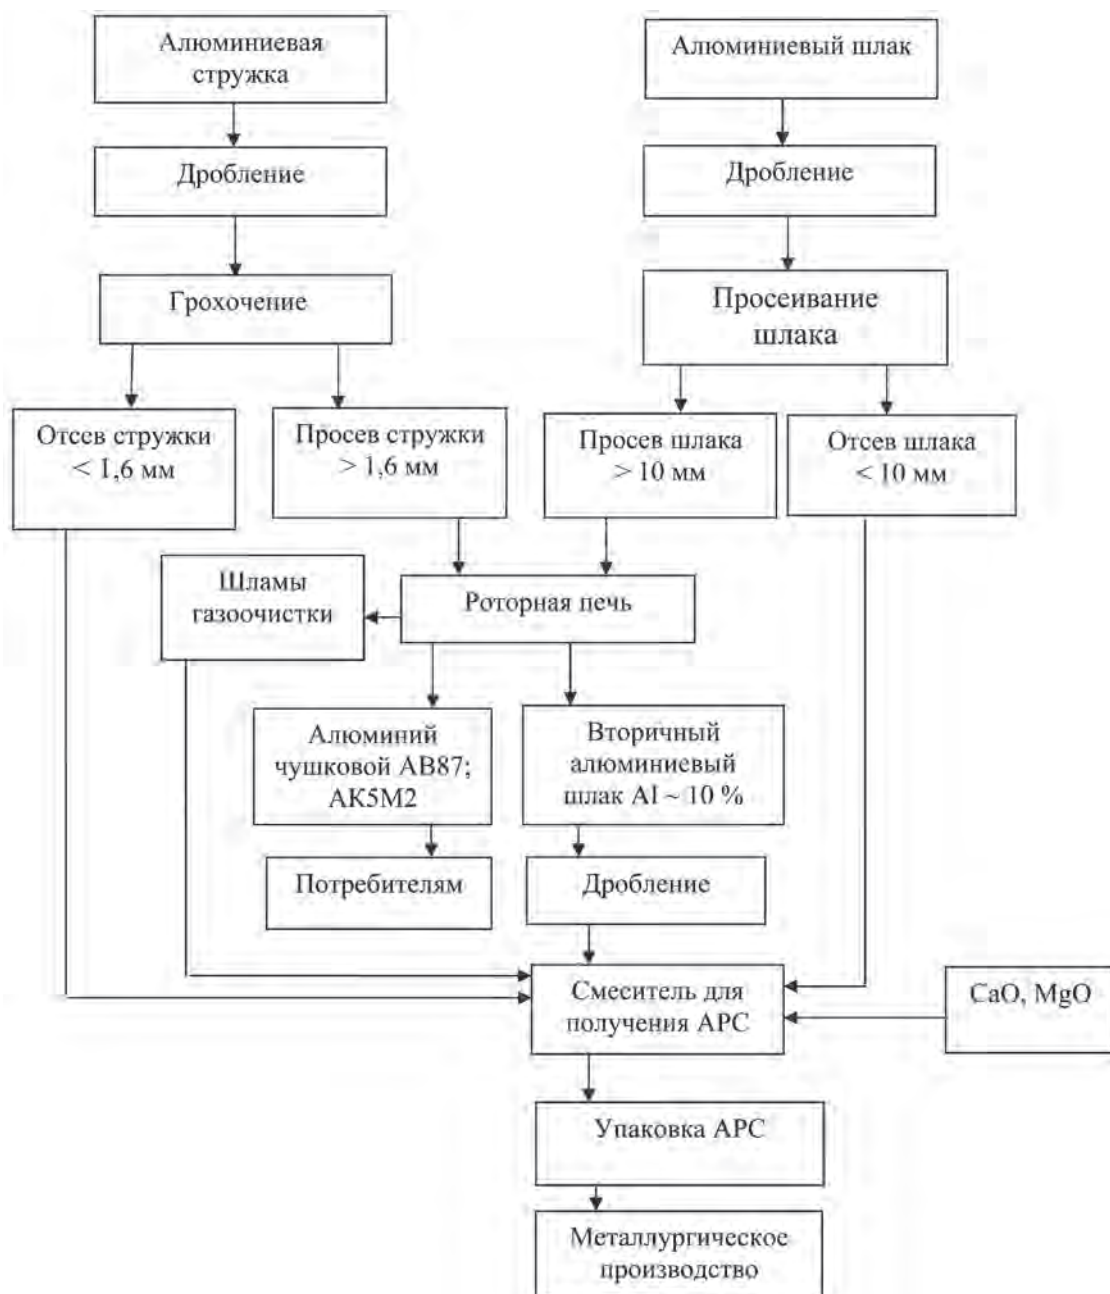 Алюминиевая
стружка
Алюминиевый шлак
Дробление
Дробление
Грохочение
Просеивание
шлака
Отсев стружки
< 1,6 мм
Просев стружки
> 1,6 мм
Просев шлака
> 10 мм
Отсев шлака
< 10 мм
Шламы
газоочистки
Роторная печь
Алюминий
чушковой АВ87;
АК5М2
Вторичный
алюминиевый
шлак AI ~ 10 %
Потребителям
Дробление
Смеситель для
получения АРС
CaO, MgO
Упаковка АРС
Металлургическое
производство